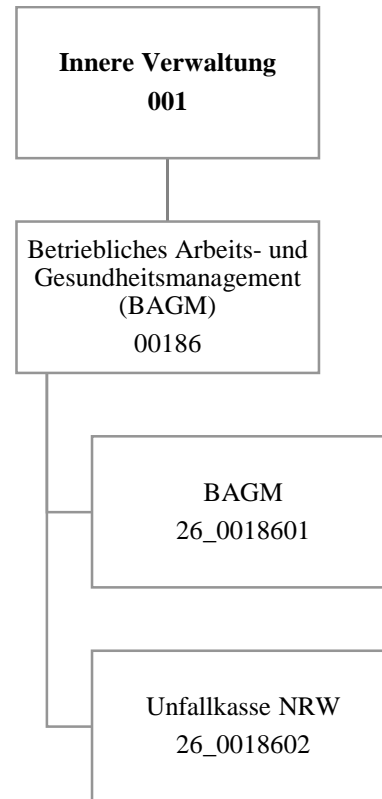 Innere Verwaltung
001
Betriebliches Arbeits- und
Gesundheitsmanagement
(BAGM)
00186
BAGM
26_0018601
Unfallkasse NRW
26_0018602